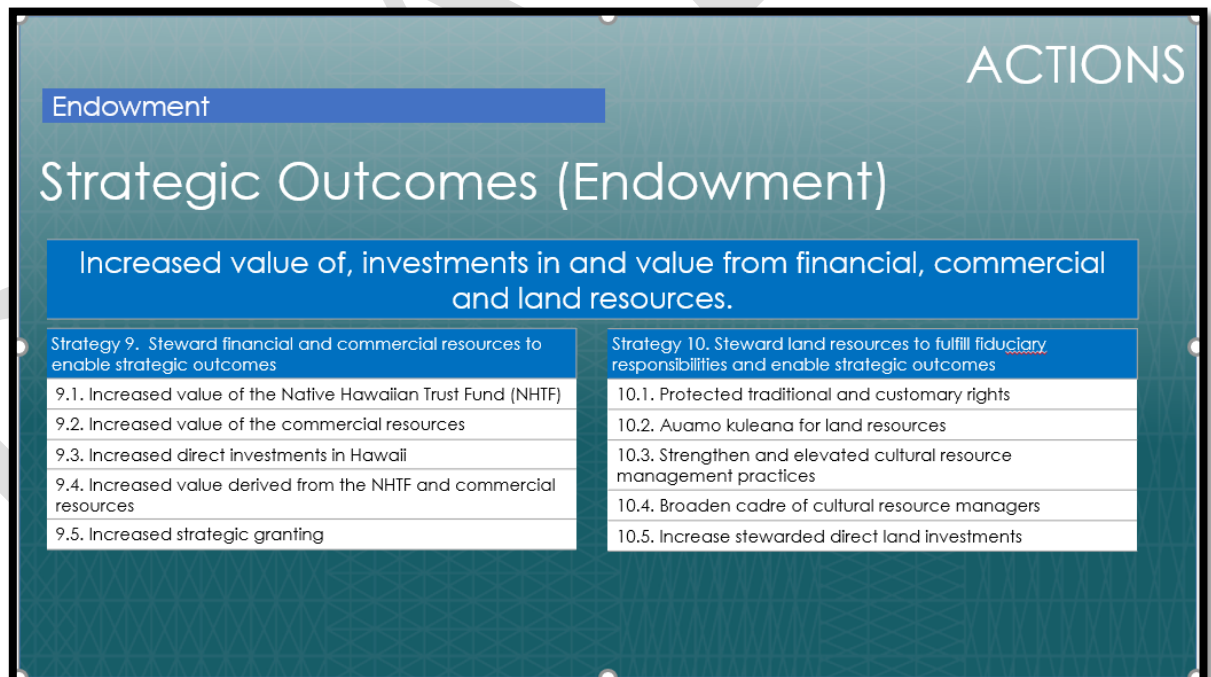 ACTIONS
Endowment
Strategic Outcomes (Endowment)
Increased value of, investments in and value from financial, commercial
and land resources.
Strategy 9.  Steward financial and commercial resources to
enable strategic outcomes
9.1. Increased value of the Native Hawaiian Trust Fund (NHTF)
9.2. Increased value of the commercial resources
9.3. Increased direct investments in Hawaii
9.4. Increased value derived from the NHTF and commercial
resources
9.5. Increased strategic granting
Strategy 10. Steward land resources to fulfill fiduciary
responsibilities and enable strategic outcomes
10.1. Protected traditional and customary rights
10.2. Auamo kuleana for land resources
10.3. Strengthen and elevated cultural resource
management practices
10.4. Broaden cadre of cultural resource managers
10.5. Increase stewarded direct land investments